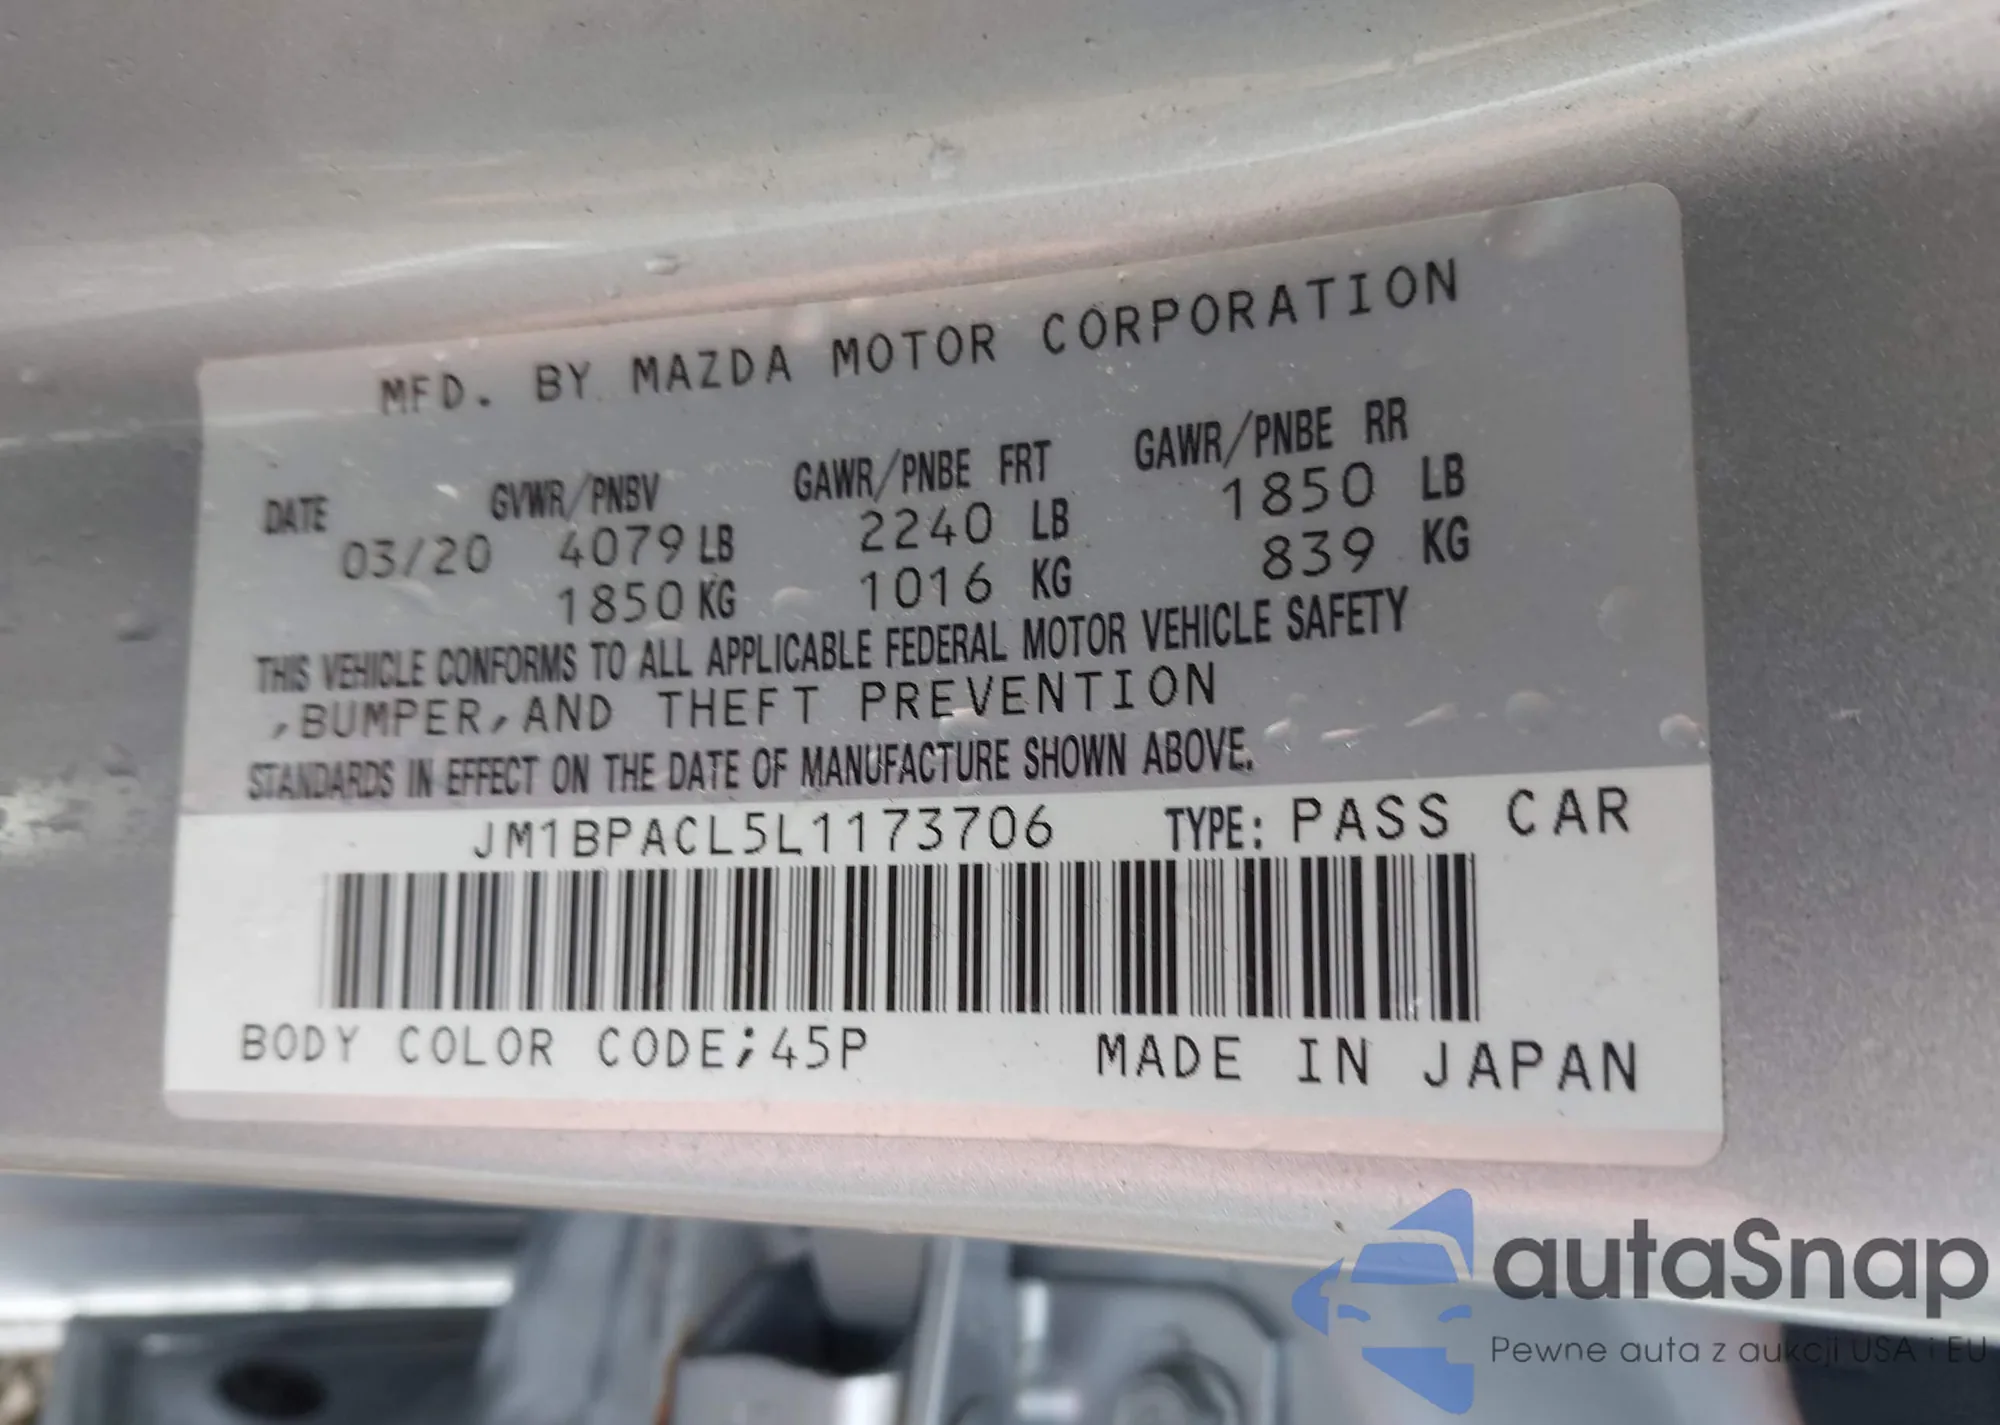 MFD. BY MAZDA MOTOR CORPORATION
DATE GVWR/PNBV GAWR/PNBE FRT GAWR/PNBE RR
03/20 4079 LB 2240 LB 1850 LB
1850 KG 1016 KG 839 KG
THIS VEHICLE CONFORMS TO ALL APPLICABLE FEDERAL MOTOR VEHICLE SAFETY
,BUMPER,AND THEFT PREVENTION
STANDARDS IN EFFECT ON THE DATE OF MANUFACTURE SHOWN ABOVE.
JM1BPACL5L1173706 TYPE: PASS CAR
BODY COLOR CODE;45P MADE IN JAPAN
autaSnap
Pewne auta z aukcji USA i EU